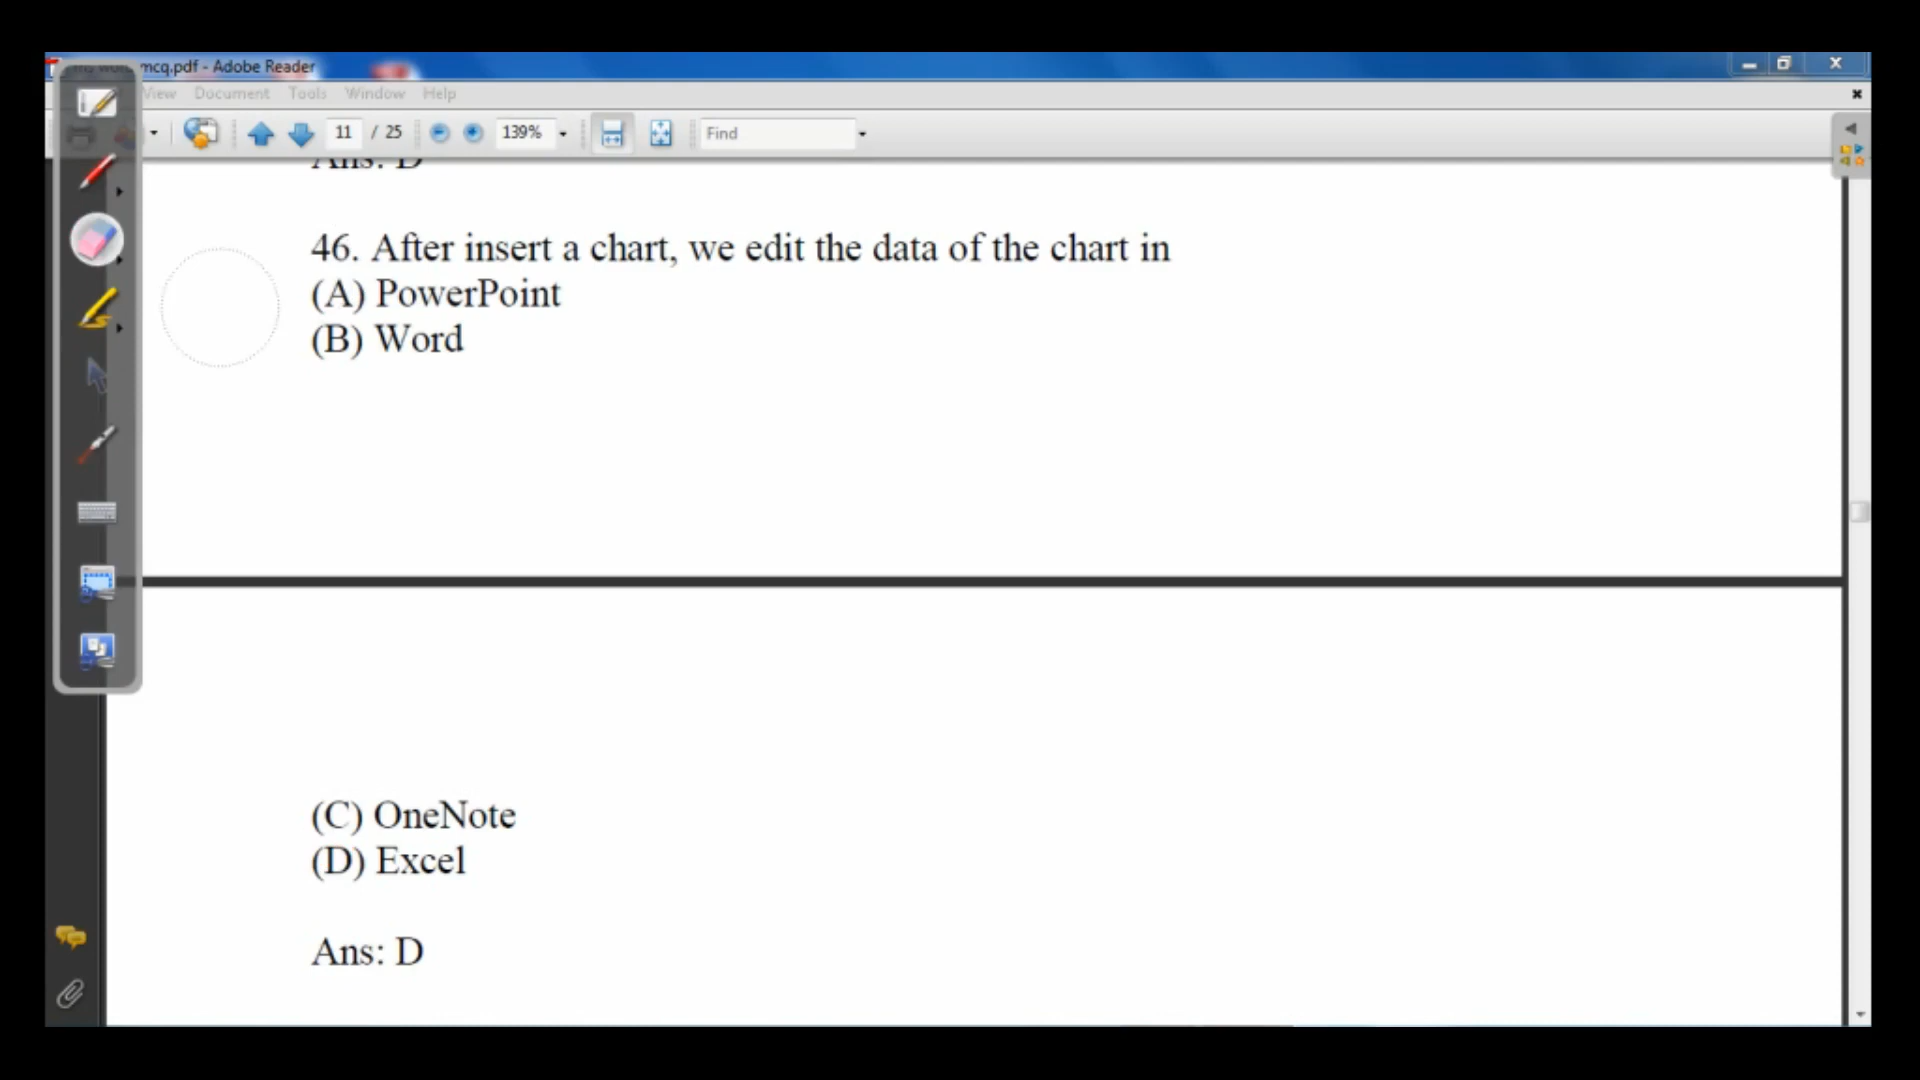 mcq.pdf - Adobe Reader
View Document Tools Window Help
11 / 25 139% Find
Ans: D
46. After insert a chart, we edit the data of the chart in
(A) PowerPoint
(B) Word
(C) OneNote
(D) Excel
Ans: D